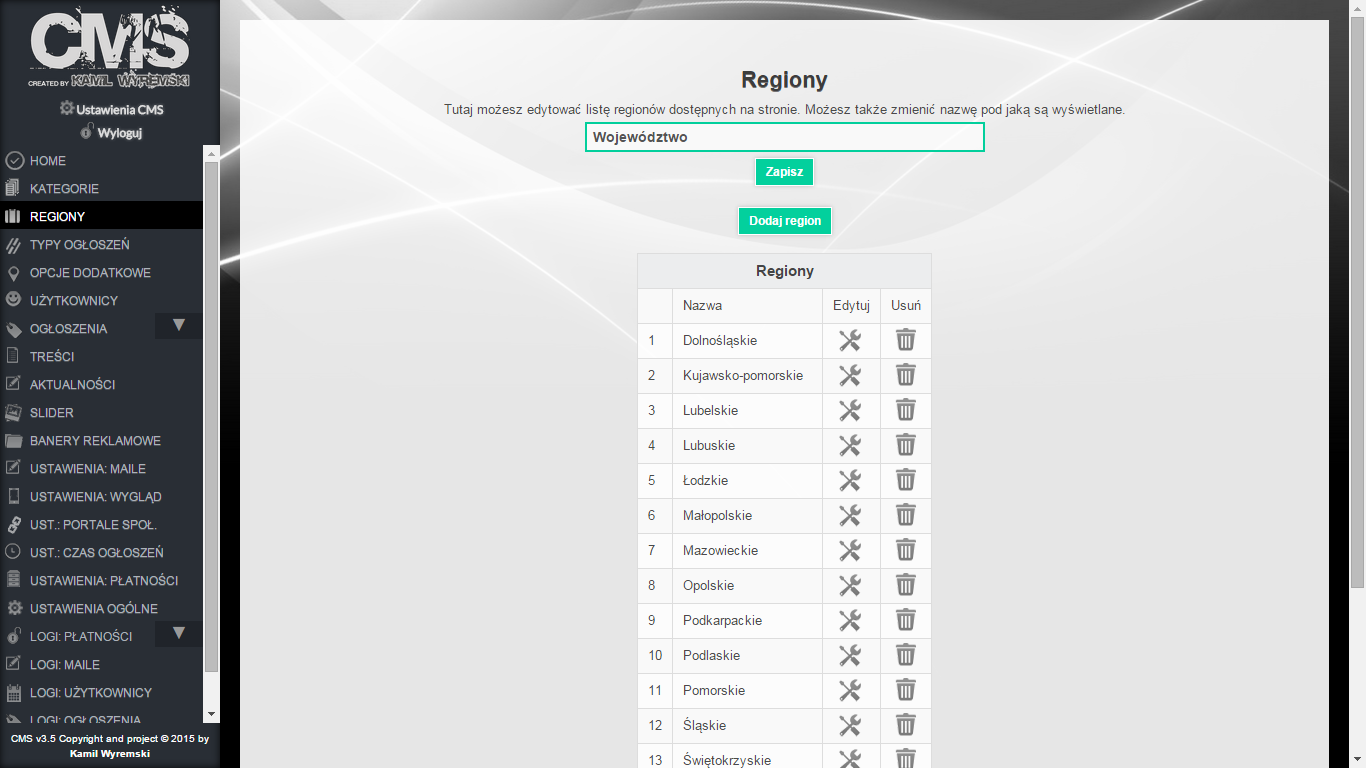 CMS
CREATED BY KAMIL WYREMSKI
Ustawienia CMS
Wyloguj
HOME
KATEGORIE
REGIONY
TYPY OGŁOSZEŃ
OPCJE DODATKOWE
UŻYTKOWNICY
OGŁOSZENIA
TREŚCI
AKTUALNOŚCI
SLIDER
BANERY REKLAMOWE
USTAWIENIA: MAILE
USTAWIENIA: WYGLĄD
UST.: PORTALE SPOŁ.
UST.: CZAS OGŁOSZEŃ
USTAWIENIA: PŁATNOŚCI
USTAWIENIA OGÓLNE
LOGI: PŁATNOŚCI
LOGI: MAILE
LOGI: UŻYTKOWNICY
LOGI: OGŁOSZENIA
CMS v3.5 Copyright and project © 2015 by
Kamil Wyremski
Regiony
Tutaj możesz edytować listę regionów dostępnych na stronie. Możesz także zmienić nazwę pod jaką są wyświetlane.
Województwo
Zapisz
Dodaj region
Regiony
Nazwa Edytuj Usuń
1 Dolnośląskie
2 Kujawsko-pomorskie
3 Lubelskie
4 Lubuskie
5 Łodzkie
6 Małopolskie
7 Mazowieckie
8 Opolskie
9 Podkarpackie
10 Podlaskie
11 Pomorskie
12 Śląskie
13 Świętokrzyskie